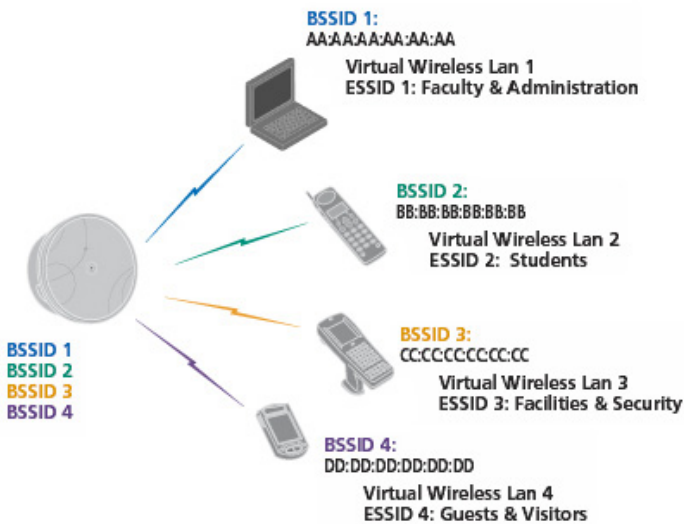 BSSID 1:
AA:AA:AA:AA:AA:AA
Virtual Wireless Lan 1
ESSID 1: Faculty & Administration
BSSID 2:
BB:BB:BB:BB:BB:BB
Virtual Wireless Lan 2
ESSID 2: Students
BSSID 3:
CC:CC:CC:CC:CC:CC
Virtual Wireless Lan 3
ESSID 3: Facilities & Security
BSSID 1
BSSID 2
BSSID 3
BSSID 4
BSSID 4:
DD:DD:DD:DD:DD:DD
Virtual Wireless Lan 4
ESSID 4: Guests & Visitors